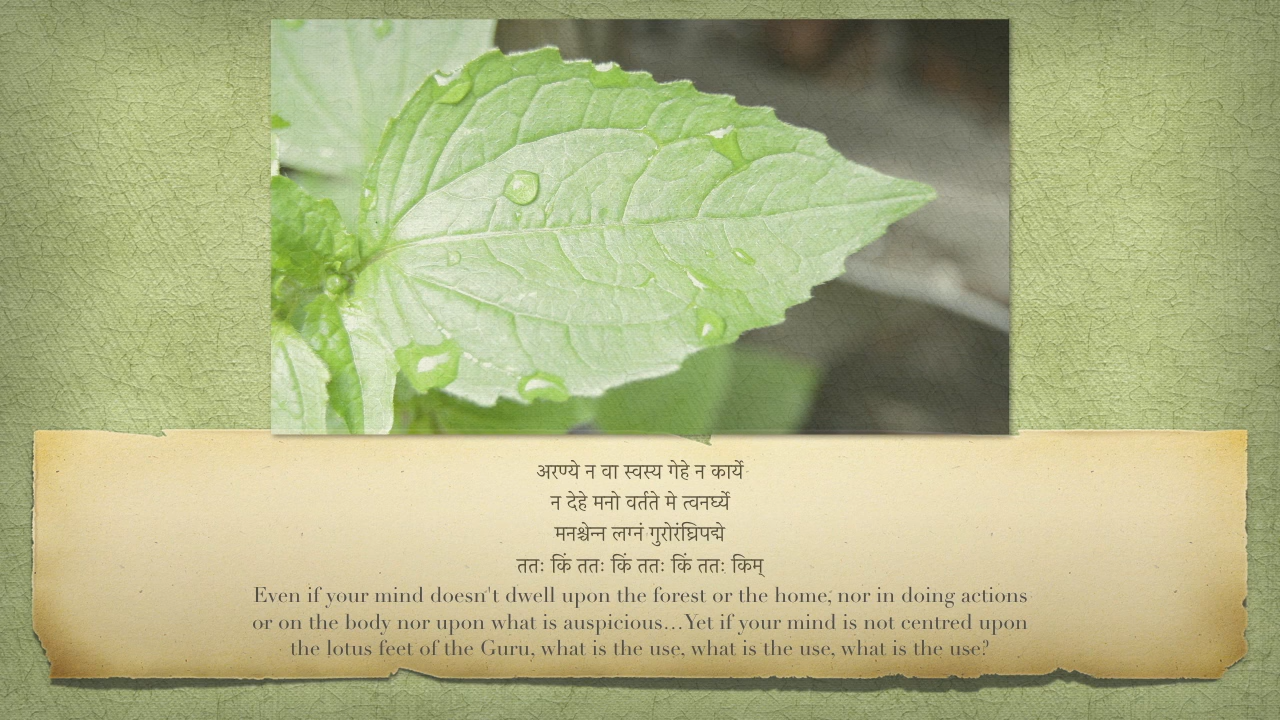 अरण्ये न वा स्वस्य गेहे न कार्ये
न देहे मनो वर्तते मे त्वनर्घ्ये
मनश्चेन्न लग्नं गुरोरंघ्रिपद्मे
ततः किं ततः किं ततः किं ततः किम्
Even if your mind doesn't dwell upon the forest or the home, nor in doing actions
or on the body nor upon what is auspicious...Yet if your mind is not centred upon
the lotus feet of the Guru, what is the use, what is the use, what is the use?